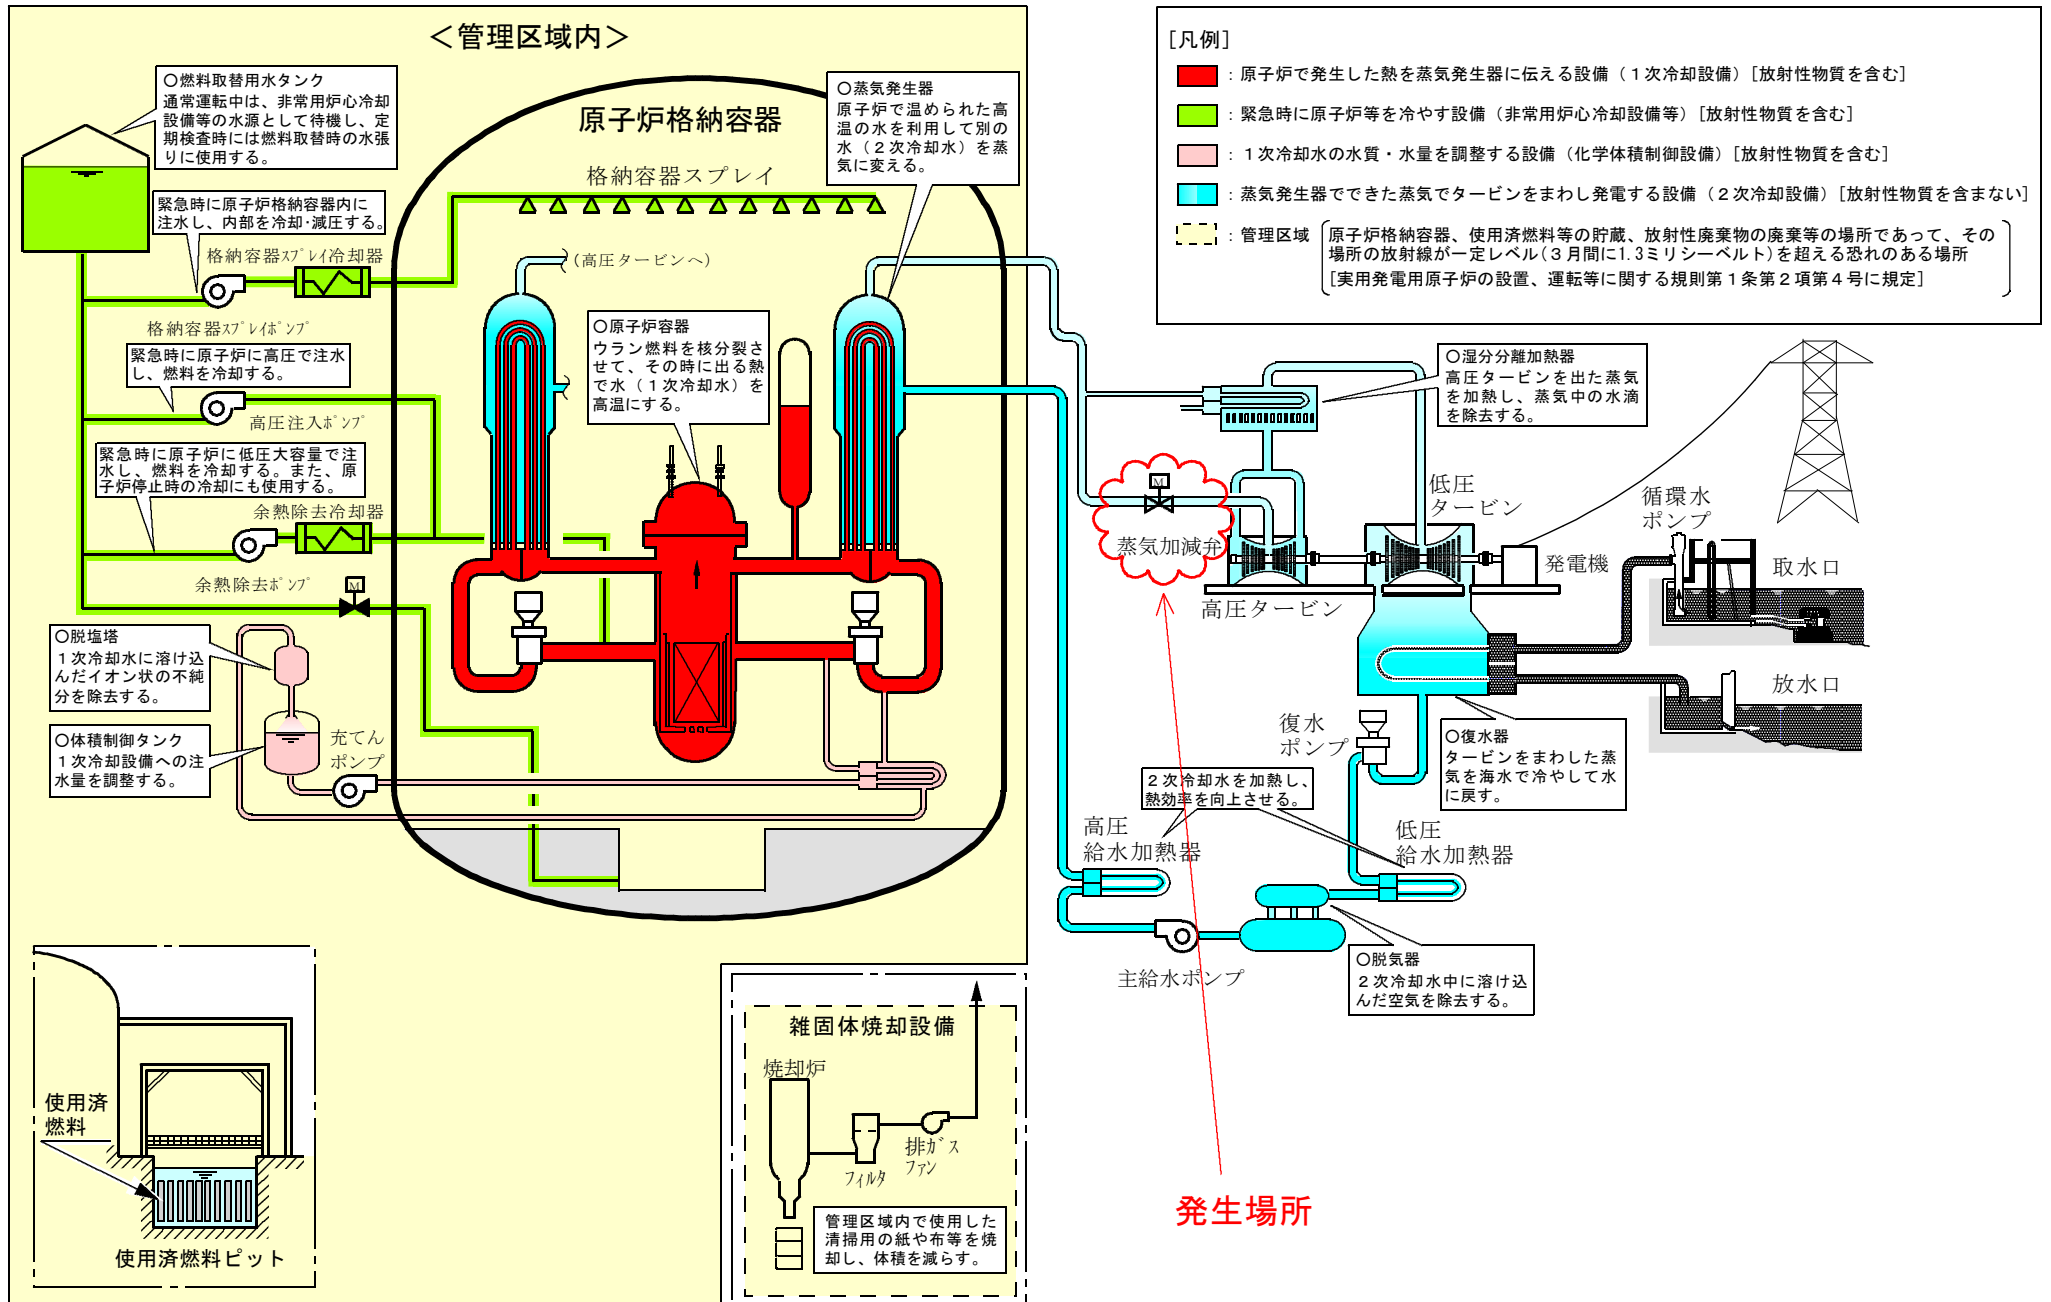 ＜管理区域内＞
○燃料取替用水タンク
通常運転中は、非常用炉心冷却
設備等の水源として待機し、定
期検査時には燃料取替時の水張
りに使用する。
原子炉格納容器
○蒸気発生器
原子炉で温められた高
温の水を利用して別の
水（２次冷却水）を蒸
気に変える。
格納容器スプレイ
緊急時に原子炉格納容器内に
注水し、内部を冷却･減圧する。
格納容器ｽﾌﾟﾚｲ冷却器
（高圧タービンへ）
格納容器ｽﾌﾟﾚｲﾎﾟﾝﾌﾟ
○原子炉容器
ウラン燃料を核分裂さ
せて、その時に出る熱
で水（１次冷却水）を
高温にする。
緊急時に原子炉に高圧で注水
し、燃料を冷却する。
高圧注入ﾎﾟﾝﾌﾟ
緊急時に原子炉に低圧大容量で注
水し、燃料を冷却する。また、原
子炉停止時の冷却にも使用する。
余熱除去冷却器
余熱除去ﾎﾟﾝﾌﾟ
M
○脱塩塔
１次冷却水に溶け込
んだイオン状の不純
分を除去する。
○体積制御タンク
１次冷却設備への注
水量を調整する。
充てん
ポンプ
[凡例]
：原子炉で発生した熱を蒸気発生器に伝える設備（１次冷却設備）[放射性物質を含む]
：緊急時に原子炉等を冷やす設備（非常用炉心冷却設備等）[放射性物質を含む]
：１次冷却水の水質・水量を調整する設備（化学体積制御設備）[放射性物質を含む]
：蒸気発生器でできた蒸気でタービンをまわし発電する設備（２次冷却設備）[放射性物質を含まない]
：管理区域
原子炉格納容器、使用済燃料等の貯蔵、放射性廃棄物の廃棄等の場所であって、その
場所の放射線が一定レベル(３月間に1.3ミリシーベルト)を超える恐れのある場所
[実用発電用原子炉の設置、運転等に関する規則第１条第２項第４号に規定]
○湿分分離加熱器
高圧タービンを出た蒸気
を加熱し、蒸気中の水滴
を除去する。
M
蒸気加減弁
低圧
タービン
高圧タービン
発電機
循環水
ポンプ
取水口
放水口
復水
ポンプ
○復水器
タービンをまわした蒸
気を海水で冷やして水
に戻す。
２次冷却水を加熱し、
熱効率を向上させる。
高圧
給水加熱器
低圧
給水加熱器
主給水ポンプ
○脱気器
２次冷却水中に溶け込
んだ空気を除去する。
発生場所
使用済
燃料
使用済燃料ピット
雑固体焼却設備
焼却炉
ﾌｨﾙﾀ
排ｶﾞｽ
ﾌｧﾝ
管理区域内で使用した
清掃用の紙や布等を焼
却し、体積を減らす。